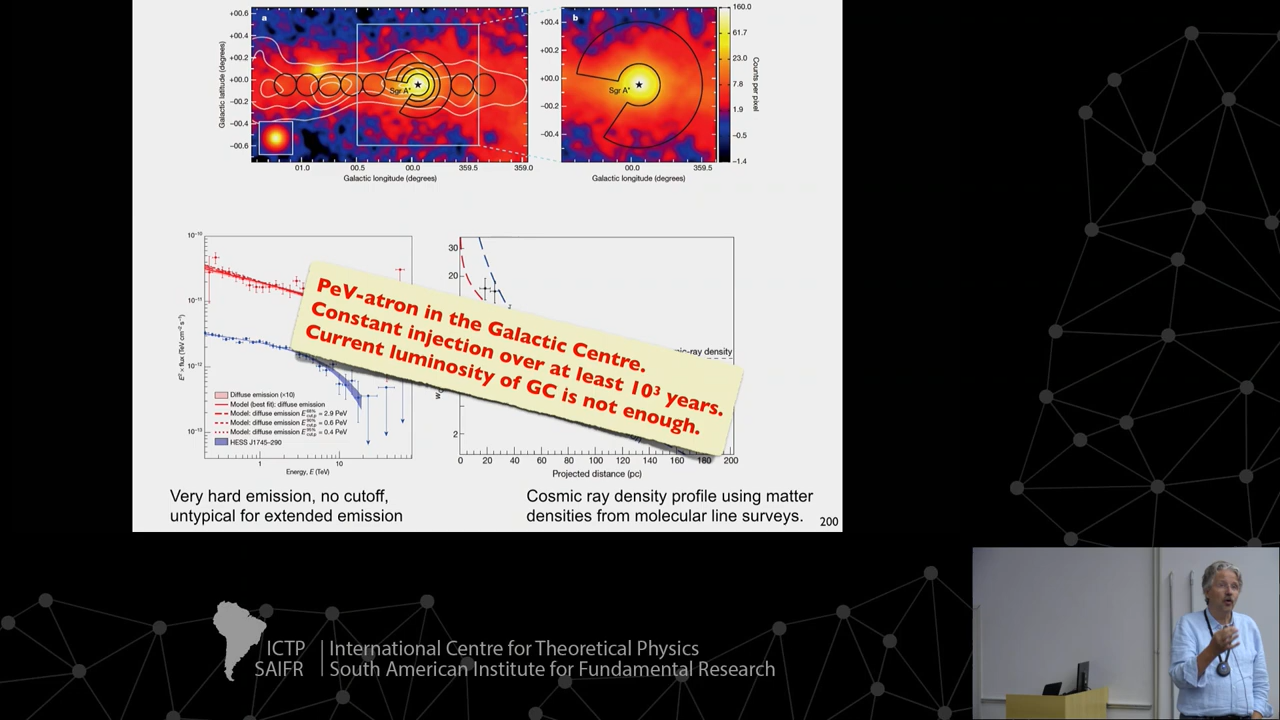 a
b
Sgr A*
Sgr A*
+00.6
+00.4
+00.2
+00.0
−00.2
−00.4
−00.6
01.0
00.5
00.0
359.5
359.0
Galactic latitude (degrees)
Galactic longitude (degrees)
+00.4
+00.2
+00.0
−00.2
−00.4
00.0
359.5
Galactic longitude (degrees)
160.0
61.7
23.0
7.8
1.9
−0.5
−1.4
Counts per pixel
10⁻¹⁰
10⁻¹¹
10⁻¹²
10⁻¹³
E² × flux (TeV cm⁻² s⁻¹)
Diffuse emission (×10)
Model (best fit): diffuse emission
Model: diffuse emission E 68% cut,p = 2.9 PeV
Model: diffuse emission E 90% cut,p = 0.6 PeV
Model: diffuse emission E 95% cut,p = 0.4 PeV
HESS J1745−290
1
10
Energy, E (TeV)
30
20
2
0 20 40 60 80 100 120 140 160 180 200
Projected distance (pc)
density
PeV-atron in the Galactic Centre.
Constant injection over at least 10³ years.
Current luminosity of GC is not enough.
Very hard emission, no cutoff,
untypical for extended emission
Cosmic ray density profile using matter
densities from molecular line surveys.
200
ICTP
SAIFR
International Centre for Theoretical Physics
South American Institute for Fundamental Research